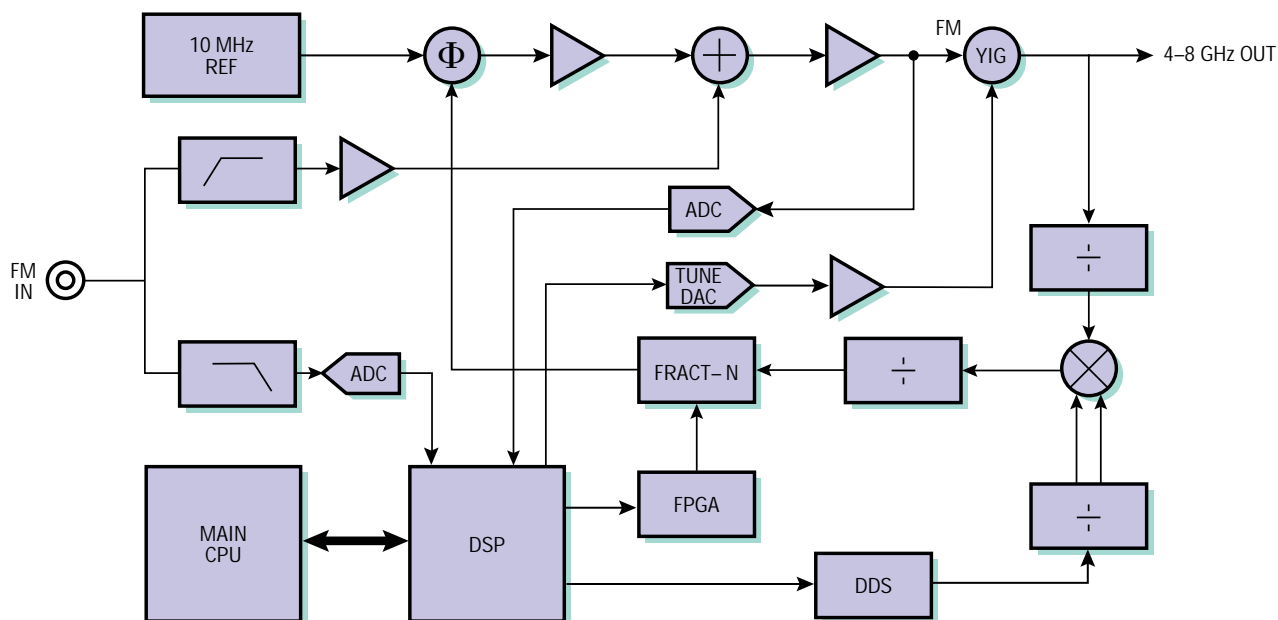 10 MHz
REF
Φ
+
FM
YIG
4–8 GHz OUT
ADC
÷
FM
IN
TUNE
DAC
ADC
FRACT– N
÷
MAIN
CPU
DSP
FPGA
÷
DDS